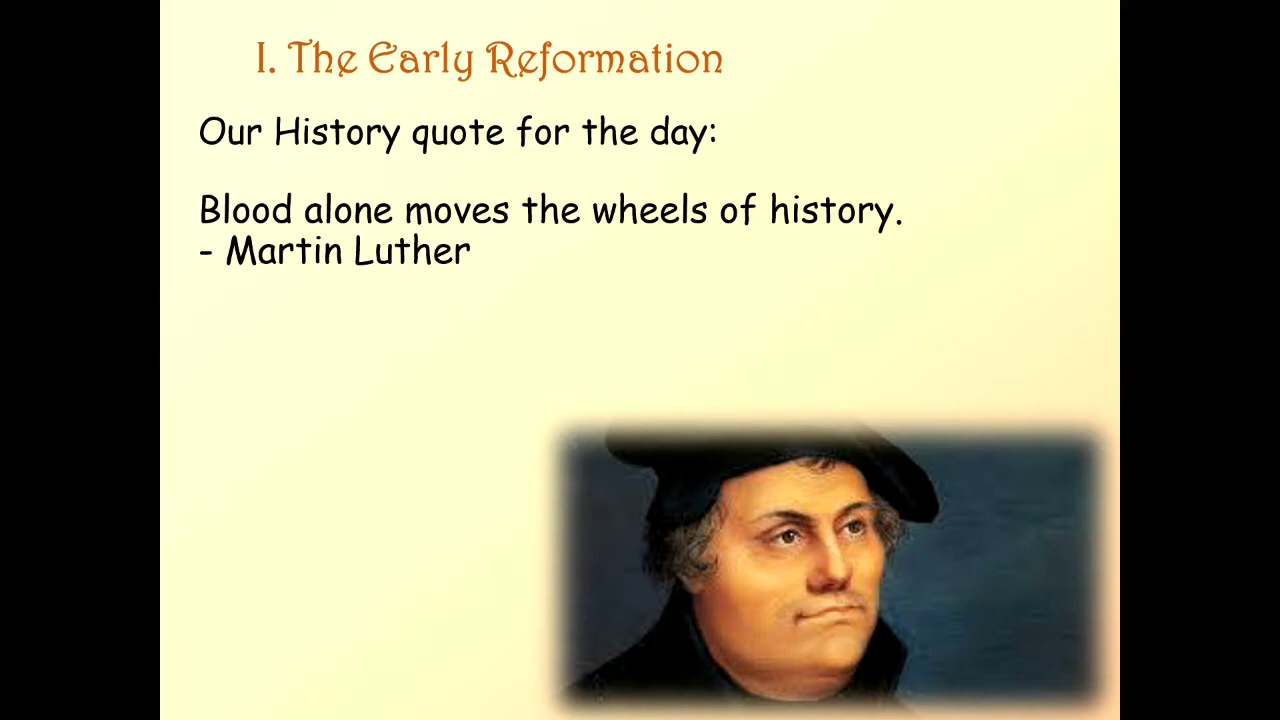 I. The Early Reformation
Our History quote for the day:
Blood alone moves the wheels of history.
- Martin Luther